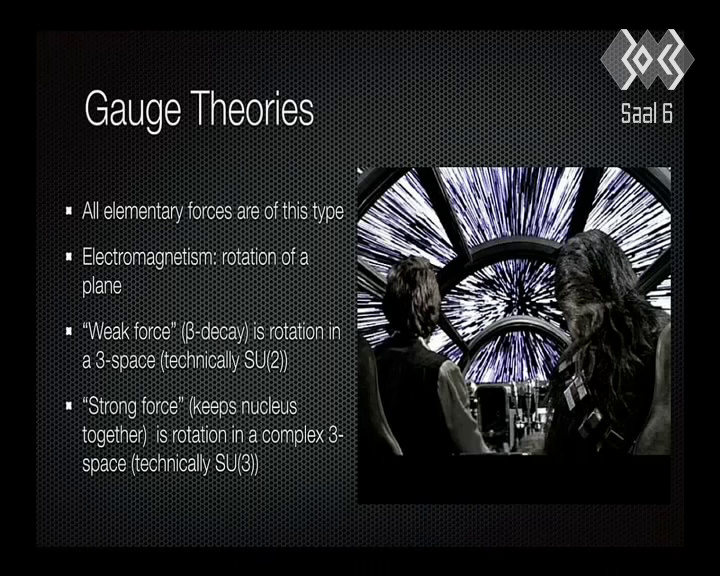 Saal 6
Gauge Theories
All elementary forces are of this type
Electromagnetism: rotation of a
plane
“Weak force” (β-decay) is rotation in
a 3-space (technically SU(2))
“Strong force” (keeps nucleus
together) is rotation in a complex 3-
space (technically SU(3))